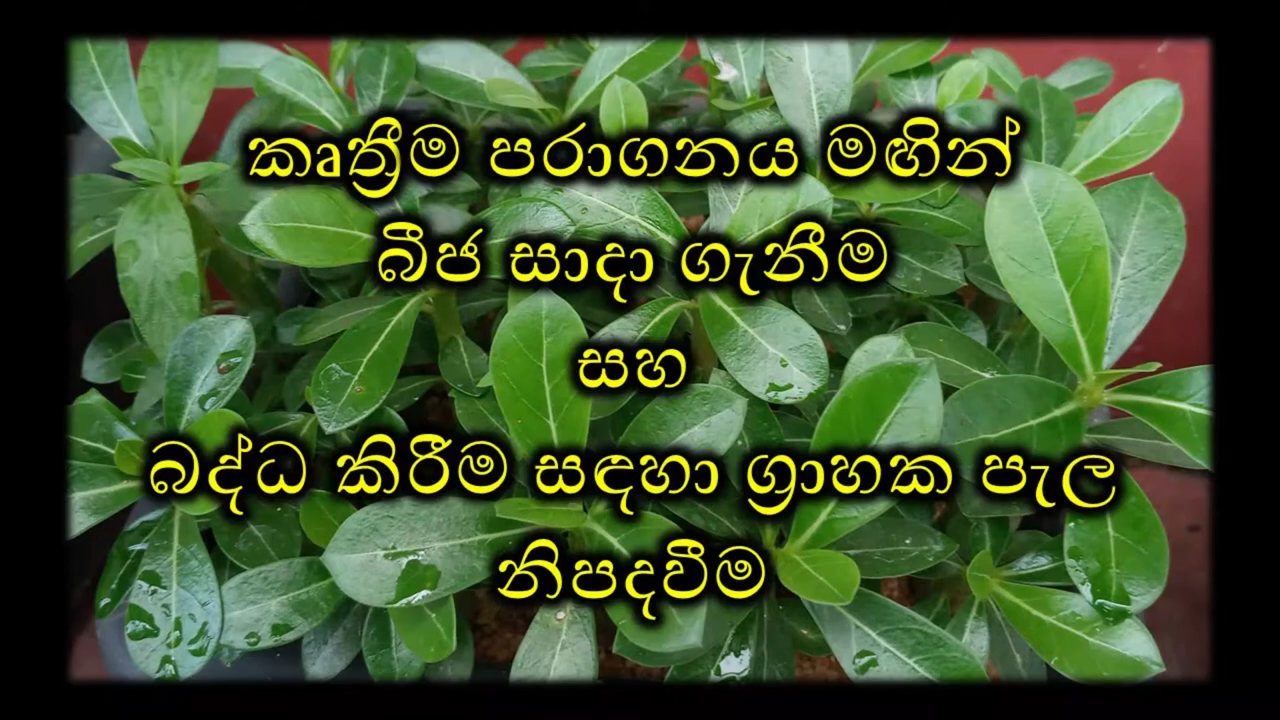 කෘත්‍රීම පරාගනය මඟින්
බීජ සාදා ගැනීම
සහ
බද්ධ කිරීම සඳහා ග්‍රාහක පැල
නිපදවීම